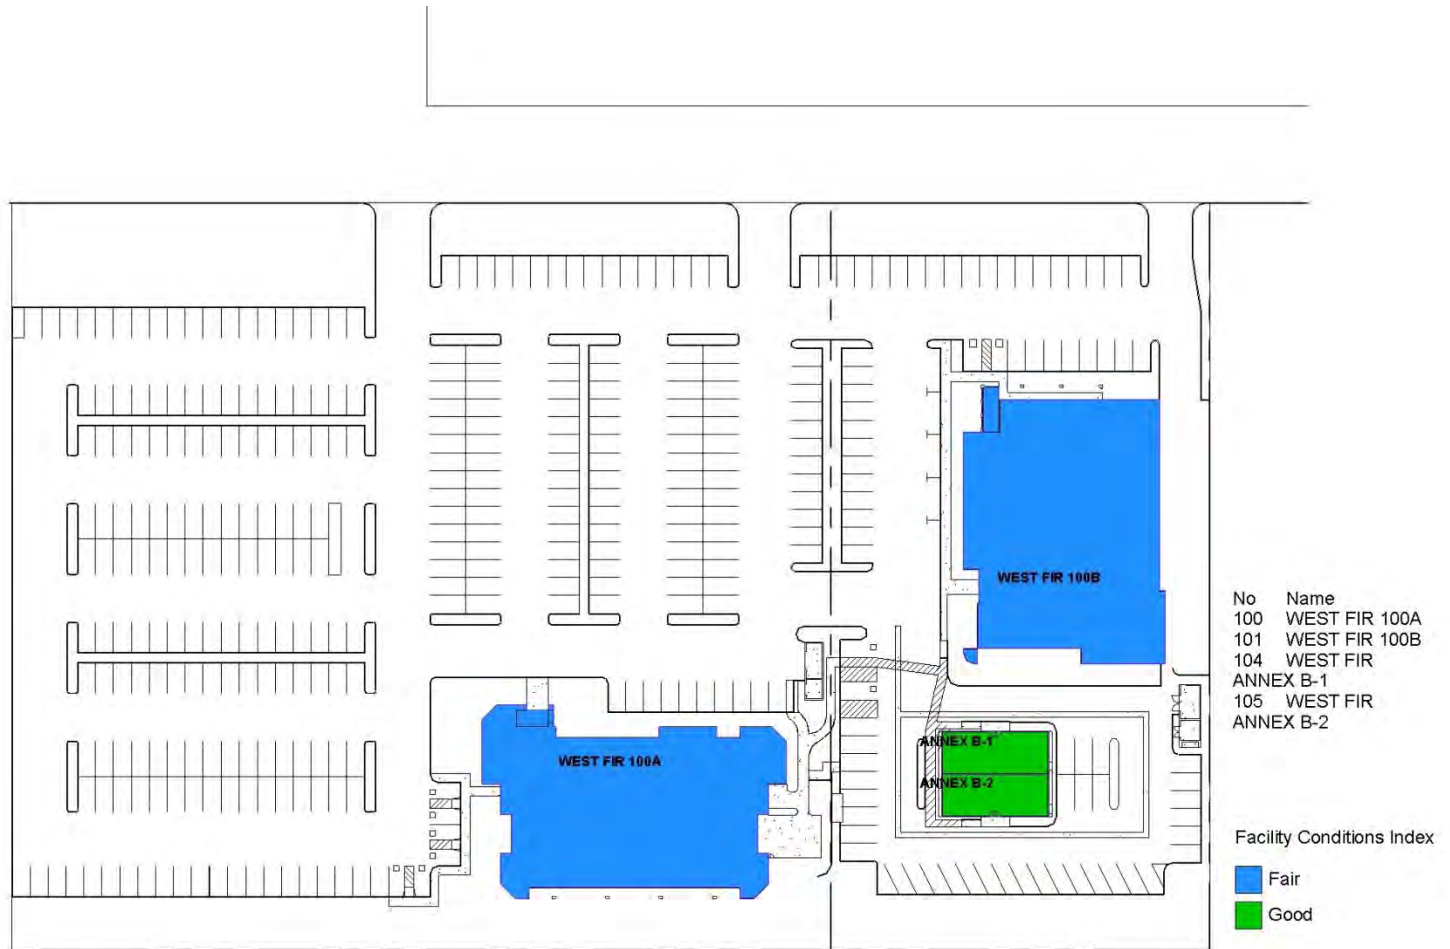 WEST FIR 100B
No Name
100 WEST FIR 100A
101 WEST FIR 100B
104 WEST FIR
ANNEX B-1
105 WEST FIR
ANNEX B-2
ANNEX B-1
WEST FIR 100A
ANNEX B-2
Facility Conditions Index
Fair
Good